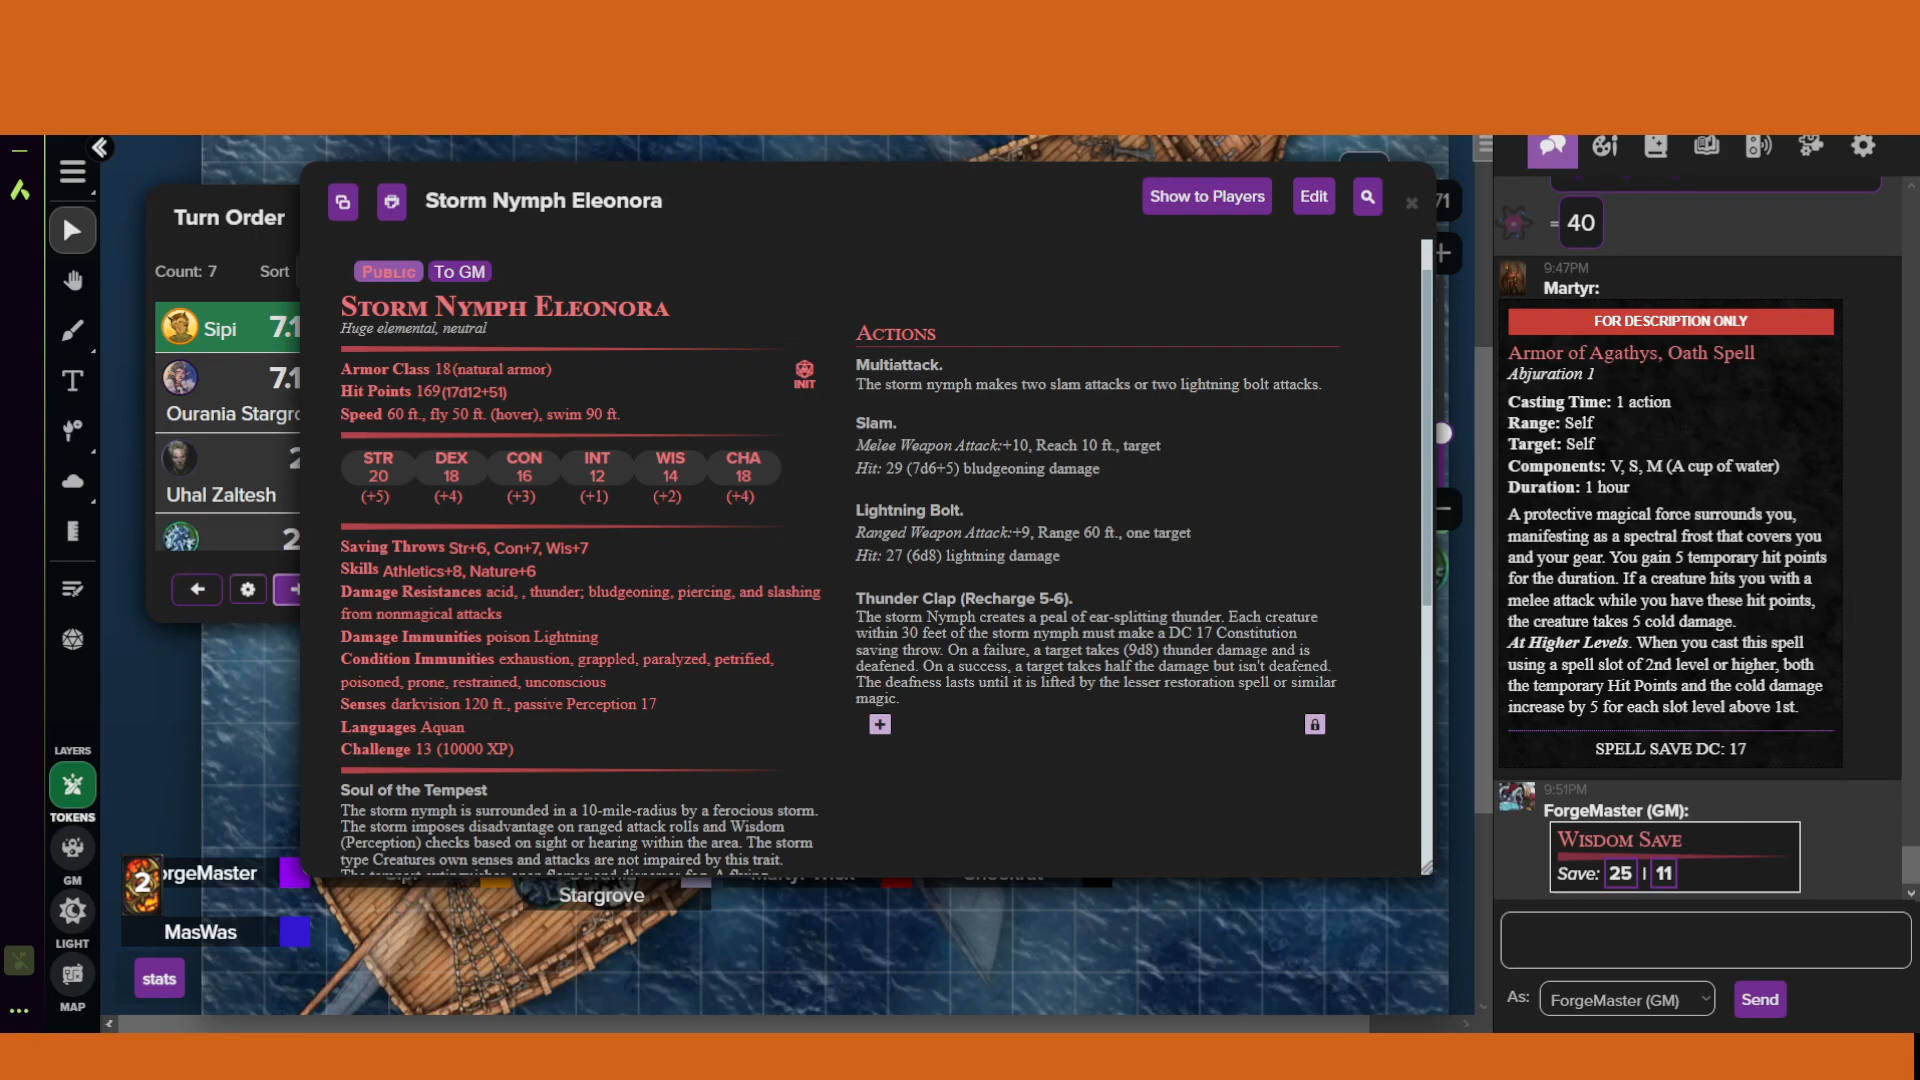 Turn Order
Count: 7
Sort
Sipi
7.1
7.1
Ourania Stargro
2
Uhal Zaltesh
2
LAYERS
TOKENS
GM
LIGHT
MAP
Storm Nymph Eleonora
Show to Players
Edit
71
PUBLIC
To GM
STORM NYMPH ELEONORA
Huge elemental, neutral
Armor Class 18(natural armor)
Hit Points 169(17d12+51)
Speed 60 ft., fly 50 ft. (hover), swim 90 ft.
INIT
STR DEX CON INT WIS CHA
20 18 16 12 14 18
(+5) (+4) (+3) (+1) (+2) (+4)
Saving Throws Str+6, Con+7, Wis+7
Skills Athletics+8, Nature+6
Damage Resistances acid, , thunder; bludgeoning, piercing, and slashing
from nonmagical attacks
Damage Immunities poison Lightning
Condition Immunities exhaustion, grappled, paralyzed, petrified,
poisoned, prone, restrained, unconscious
Senses darkvision 120 ft., passive Perception 17
Languages Aquan
Challenge 13 (10000 XP)
Soul of the Tempest
The storm nymph is surrounded in a 10-mile-radius by a ferocious storm.
The storm imposes disadvantage on ranged attack rolls and Wisdom
(Perception) checks based on sight or hearing within the area. The storm
type Creatures own senses and attacks are not impaired by this trait.
ACTIONS
Multiattack.
The storm nymph makes two slam attacks or two lightning bolt attacks.
Slam.
Melee Weapon Attack:+10, Reach 10 ft., target
Hit: 29 (7d6+5) bludgeoning damage
Lightning Bolt.
Ranged Weapon Attack:+9, Range 60 ft., one target
Hit: 27 (6d8) lightning damage
Thunder Clap (Recharge 5-6).
The storm Nymph creates a peal of ear-splitting thunder. Each creature
within 30 feet of the storm nymph must make a DC 17 Constitution
saving throw. On a failure, a target takes (9d8) thunder damage and is
deafened. On a success, a target takes half the damage but isn't deafened.
The deafness lasts until it is lifted by the lesser restoration spell or similar
magic.
2
orgeMaster
Stargrove
MasWas
stats
=40
9:47PM
Martyr:
FOR DESCRIPTION ONLY
Armor of Agathys, Oath Spell
Abjuration 1
Casting Time: 1 action
Range: Self
Target: Self
Components: V, S, M (A cup of water)
Duration: 1 hour
A protective magical force surrounds you,
manifesting as a spectral frost that covers you
and your gear. You gain 5 temporary hit points
for the duration. If a creature hits you with a
melee attack while you have these hit points,
the creature takes 5 cold damage.
At Higher Levels. When you cast this spell
using a spell slot of 2nd level or higher, both
the temporary Hit Points and the cold damage
increase by 5 for each slot level above 1st.
SPELL SAVE DC: 17
9:51PM
ForgeMaster (GM):
WISDOM SAVE
Save: 25 | 11
As: ForgeMaster (GM)
Send